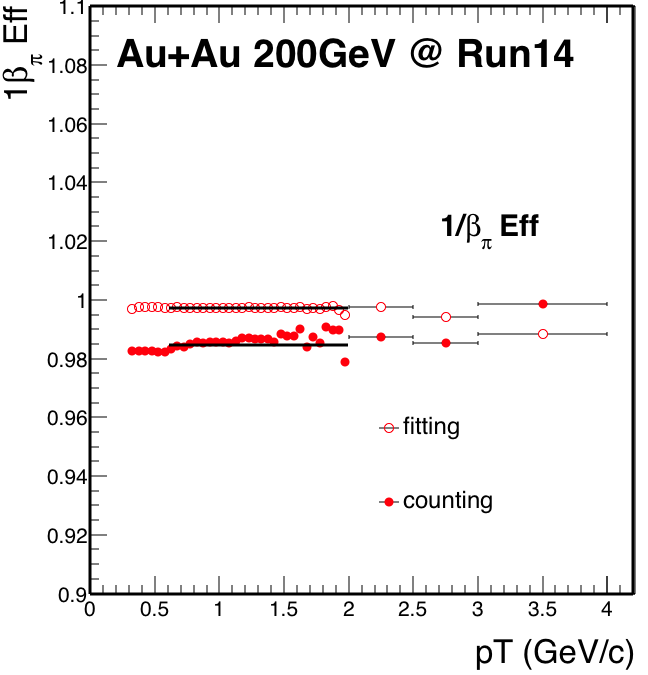 1β_π Eff
Au+Au 200GeV @ Run14
1/β_π Eff
fitting
counting
1.1
1.08
1.06
1.04
1.02
1
0.98
0.96
0.94
0.92
0.9
0 0.5 1 1.5 2 2.5 3 3.5 4
pT (GeV/c)